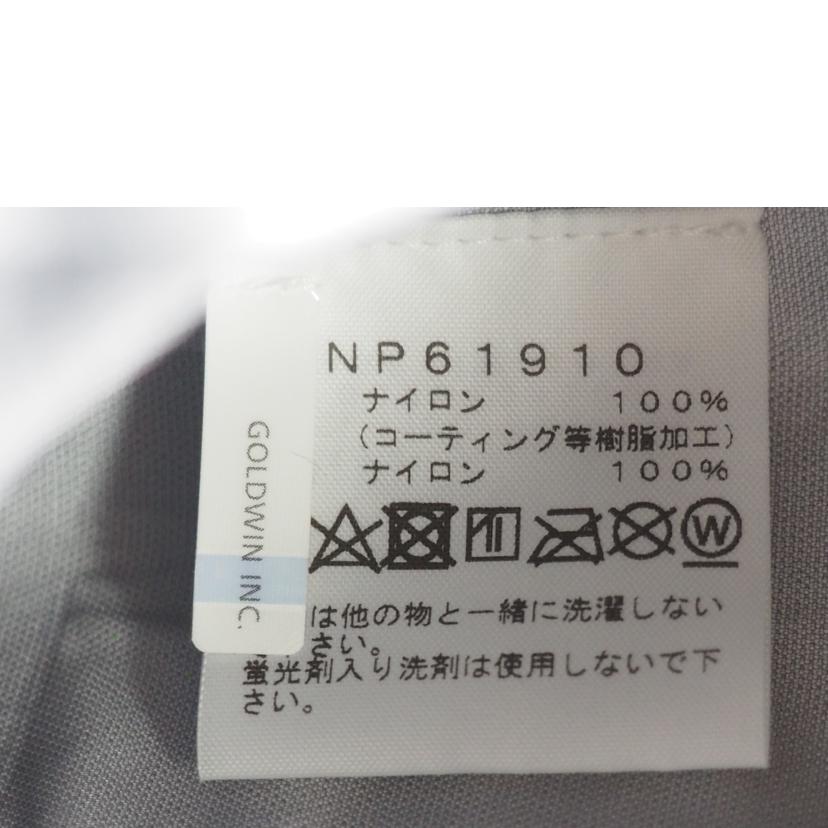 NP61910
ナイロン 100%
(コーティング等樹脂加工)
ナイロン 100%
W
は他の物と一緒に洗濯しない
さい。
蛍光剤入り洗剤は使用しないで下
さい。
GOLDWIN INC.